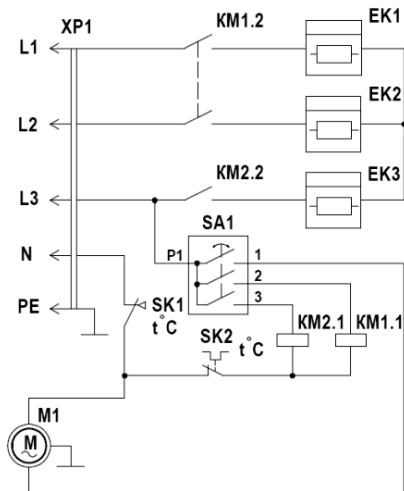 XP1
KM1.2
EK1
L1
EK2
L2
KM2.2
EK3
L3
SA1
P1
1
N
2
3
SK1
t°C
PE
KM2.1
KM1.1
SK2
t°C
M1
M
~